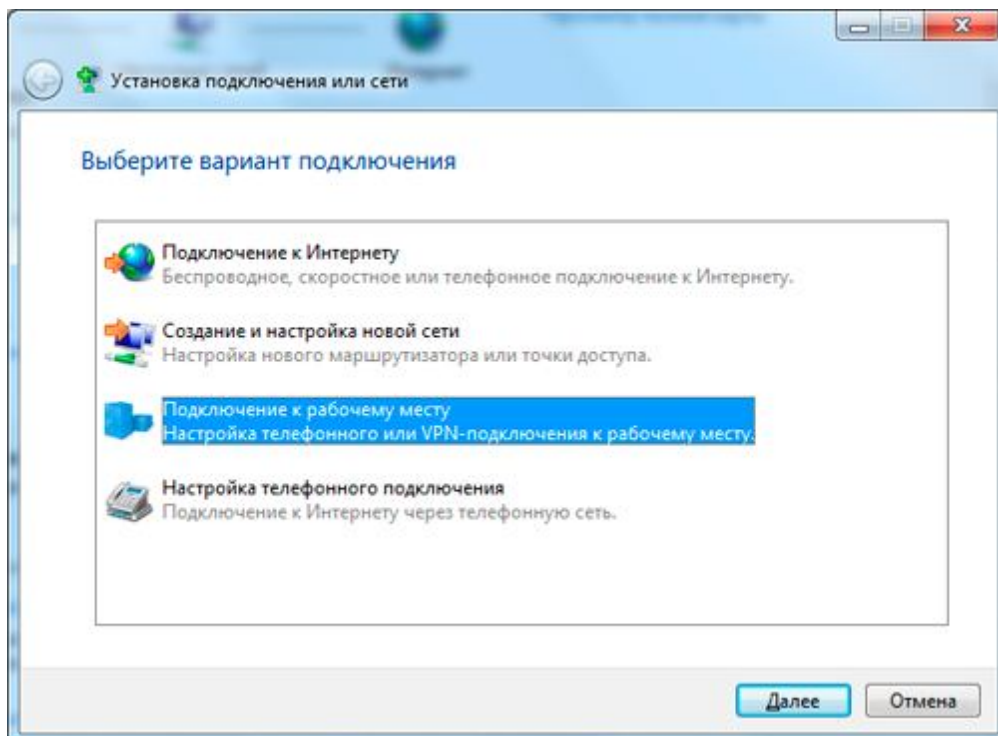 Установка подключения или сети
Выберите вариант подключения
Подключение к Интернету
Беспроводное, скоростное или телефонное подключение к Интернету.
Создание и настройка новой сети
Настройка нового маршрутизатора или точки доступа.
Подключение к рабочему месту
Настройка телефонного или VPN-подключения к рабочему месту.
Настройка телефонного подключения
Подключение к Интернету через телефонную сеть.
Далее Отмена